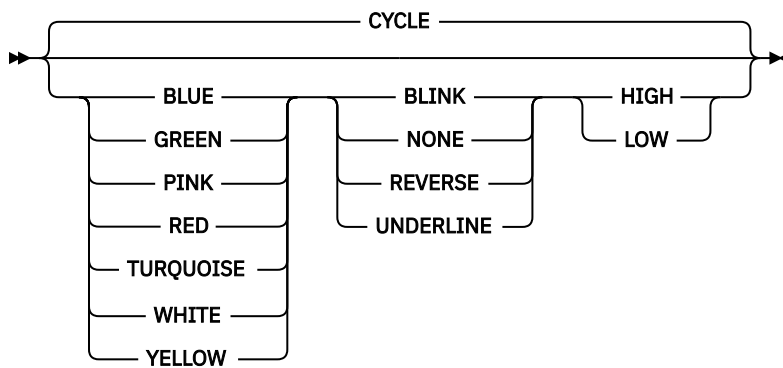 CYCLE
BLUE BLINK HIGH
GREEN NONE LOW
PINK REVERSE
RED UNDERLINE
TURQUOISE
WHITE
YELLOW